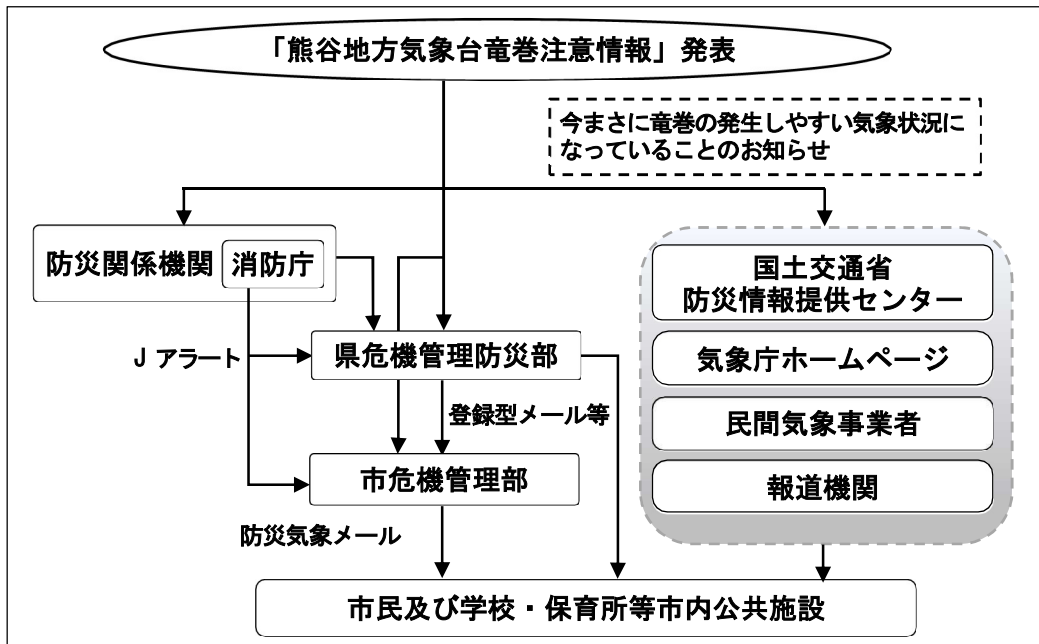 「熊谷地方気象台竜巻注意情報」発表
今まさに竜巻の発生しやすい気象状況に
なっていることのお知らせ
防災関係機関
消防庁
国土交通省
防災情報提供センター
Jアラート
県危機管理防災部
気象庁ホームページ
登録型メール等
民間気象事業者
市危機管理部
報道機関
防災気象メール
市民及び学校・保育所等市内公共施設